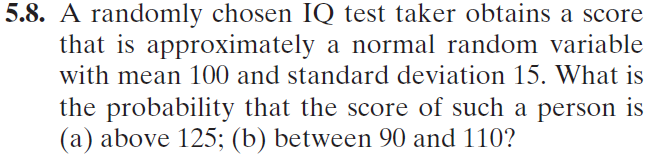 5.8. A randomly chosen IQ test taker obtains a score
that is approximately a normal random variable
with mean 100 and standard deviation 15. What is
the probability that the score of such a person is
(a) above 125; (b) between 90 and 110?